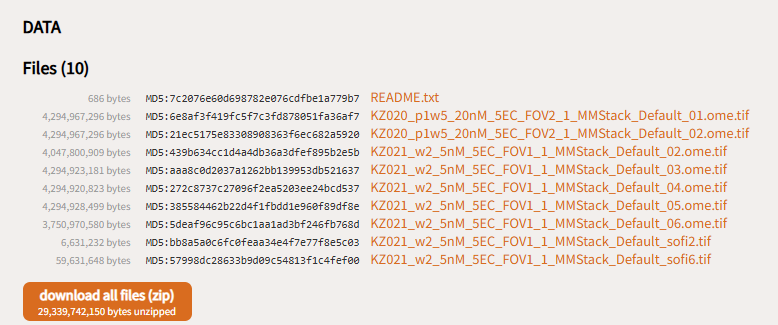 DATA
Files (10)
686 bytes MD5:7c2076e60d698782e076cdfbe1a779b7 README.txt
4,294,967,296 bytes MD5:6e8af3f419fc5f7c3fd878051fa36af7 KZ020_p1w5_20nM_5EC_FOV2_1_MMStack_Default_01.ome.tif
4,294,967,296 bytes MD5:21ec5175e83308908363f6ec682a5920 KZ020_p1w5_20nM_5EC_FOV2_1_MMStack_Default_02.ome.tif
4,047,800,909 bytes MD5:439b634cc1d4a4db36a3dfef895b2e5b KZ021_w2_5nM_5EC_FOV1_1_MMStack_Default_02.ome.tif
4,294,923,181 bytes MD5:aaa8c0d2037a1262bb139953db521637 KZ021_w2_5nM_5EC_FOV1_1_MMStack_Default_03.ome.tif
4,294,920,823 bytes MD5:272c8737c27096f2ea5203ee24bcd537 KZ021_w2_5nM_5EC_FOV1_1_MMStack_Default_04.ome.tif
4,294,928,499 bytes MD5:385584462b22d4f1fbdd1e960f89df8e KZ021_w2_5nM_5EC_FOV1_1_MMStack_Default_05.ome.tif
3,750,970,580 bytes MD5:5deaf96c95c6bc1aa1ad3bf246fb768d KZ021_w2_5nM_5EC_FOV1_1_MMStack_Default_06.ome.tif
6,631,232 bytes MD5:bb8a5a0c6fc0feaa34e4f7e77f8e5c03 KZ021_w2_5nM_5EC_FOV1_1_MMStack_Default_sofi2.tif
59,631,648 bytes MD5:57998dc28633b9d09c54813f1c4fef00 KZ021_w2_5nM_5EC_FOV1_1_MMStack_Default_sofi6.tif
download all files (zip)
29,339,742,150 bytes unzipped